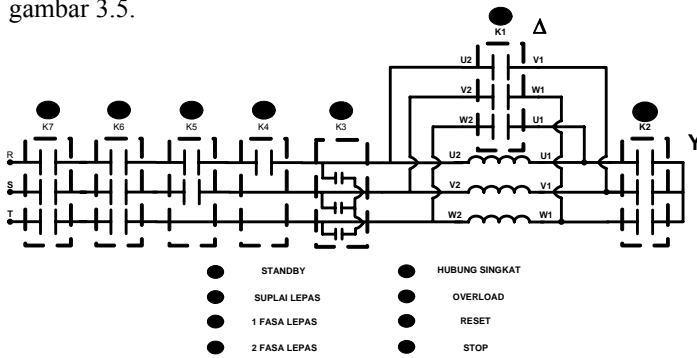 gambar 3.5.
K1 Δ
U2 V1
V2 W1
W2 U1
K7 K6 K5 K4 K3 K2
Y
R U2 U1
S V2 V1
T W2 W1
STANDBY HUBUNG SINGKAT
SUPLAI LEPAS OVERLOAD
1 FASA LEPAS RESET
2 FASA LEPAS STOP